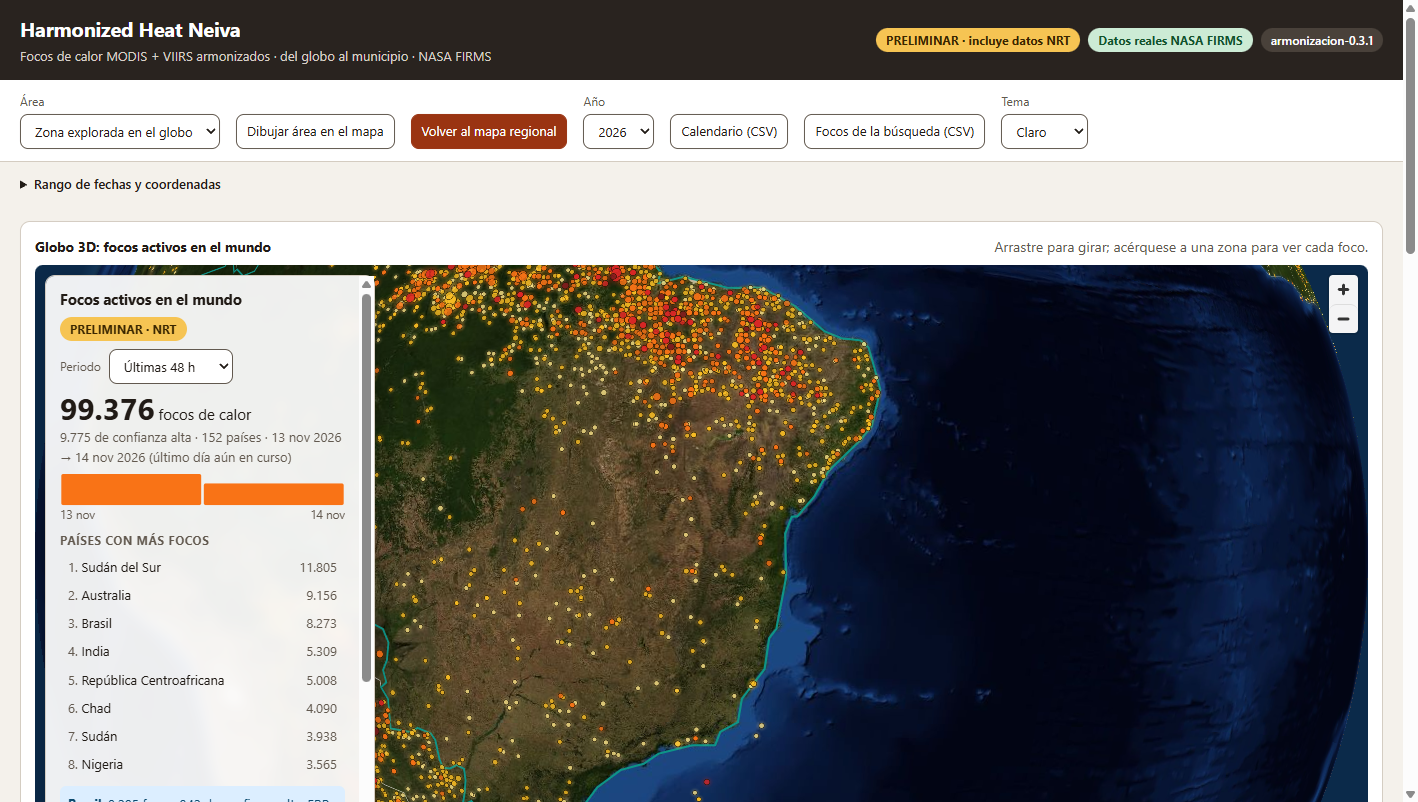 Harmonized Heat Neiva
Focos de calor MODIS + VIIRS armonizados · del globo al municipio · NASA FIRMS
PRELIMINAR · incluye datos NRT
Datos reales NASA FIRMS
armonizacion-0.3.1
Área
Zona explorada en el globo
Dibujar área en el mapa
Volver al mapa regional
Año
2026
Calendario (CSV)
Focos de la búsqueda (CSV)
Tema
Claro
Rango de fechas y coordenadas
Globo 3D: focos activos en el mundo
Arrastre para girar; acérquese a una zona para ver cada foco.
Focos activos en el mundo
PRELIMINAR · NRT
Periodo
Últimas 48 h
99.376 focos de calor
9.775 de confianza alta · 152 países · 13 nov 2026
→ 14 nov 2026 (último día aún en curso)
13 nov
14 nov
PAÍSES CON MÁS FOCOS
1. Sudán del Sur 11.805
2. Australia 9.156
3. Brasil 8.273
4. India 5.309
5. República Centroafricana 5.008
6. Chad 4.090
7. Sudán 3.938
8. Nigeria 3.565
+
−